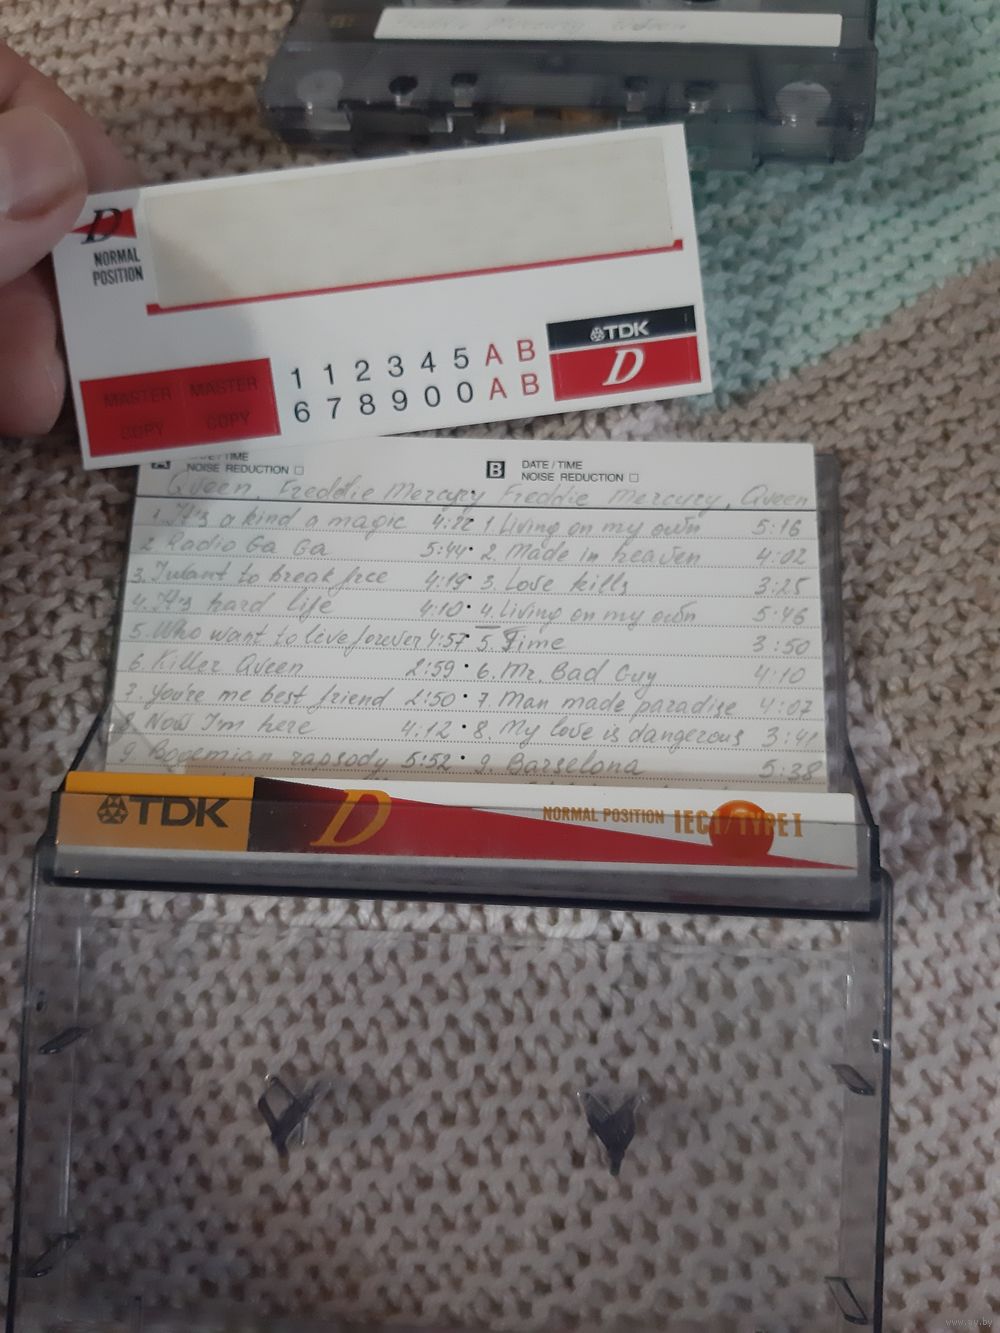 Freddie Mercury Queen
D
NORMAL
POSITION
1 1 2 3 4 5 A B
6 7 8 9 0 0 A B
TDK
D
MASTER MASTER
COPY COPY
A DATE/TIME
NOISE REDUCTION
B DATE/TIME
NOISE REDUCTION
Queen, Freddie Mercury Freddie Mercury, Queen
1. It's a kind a magic 4:22 1. Living on my own 5:16
2. Radio Ga Ga 5:44 2. Made in heaven 4:02
3. I want to break free 4:19 3. Love kills 3:25
4. It's hard life 4:10 4. Living on my own 5:46
5. Who want to live forever 4:57 5. Time 3:50
6. Killer Queen 2:59 6. Mr. Bad Guy 4:10
7. You're me best friend 2:50 7. Man made paradise 4:07
8. Now I'm here 4.12 8. My love is dangerous 3:41
9. Bogemian rapsody 5:52 9. Barselona 5:38
TDK D NORMAL POSITION IEC I/TYPE I
www.ay.by